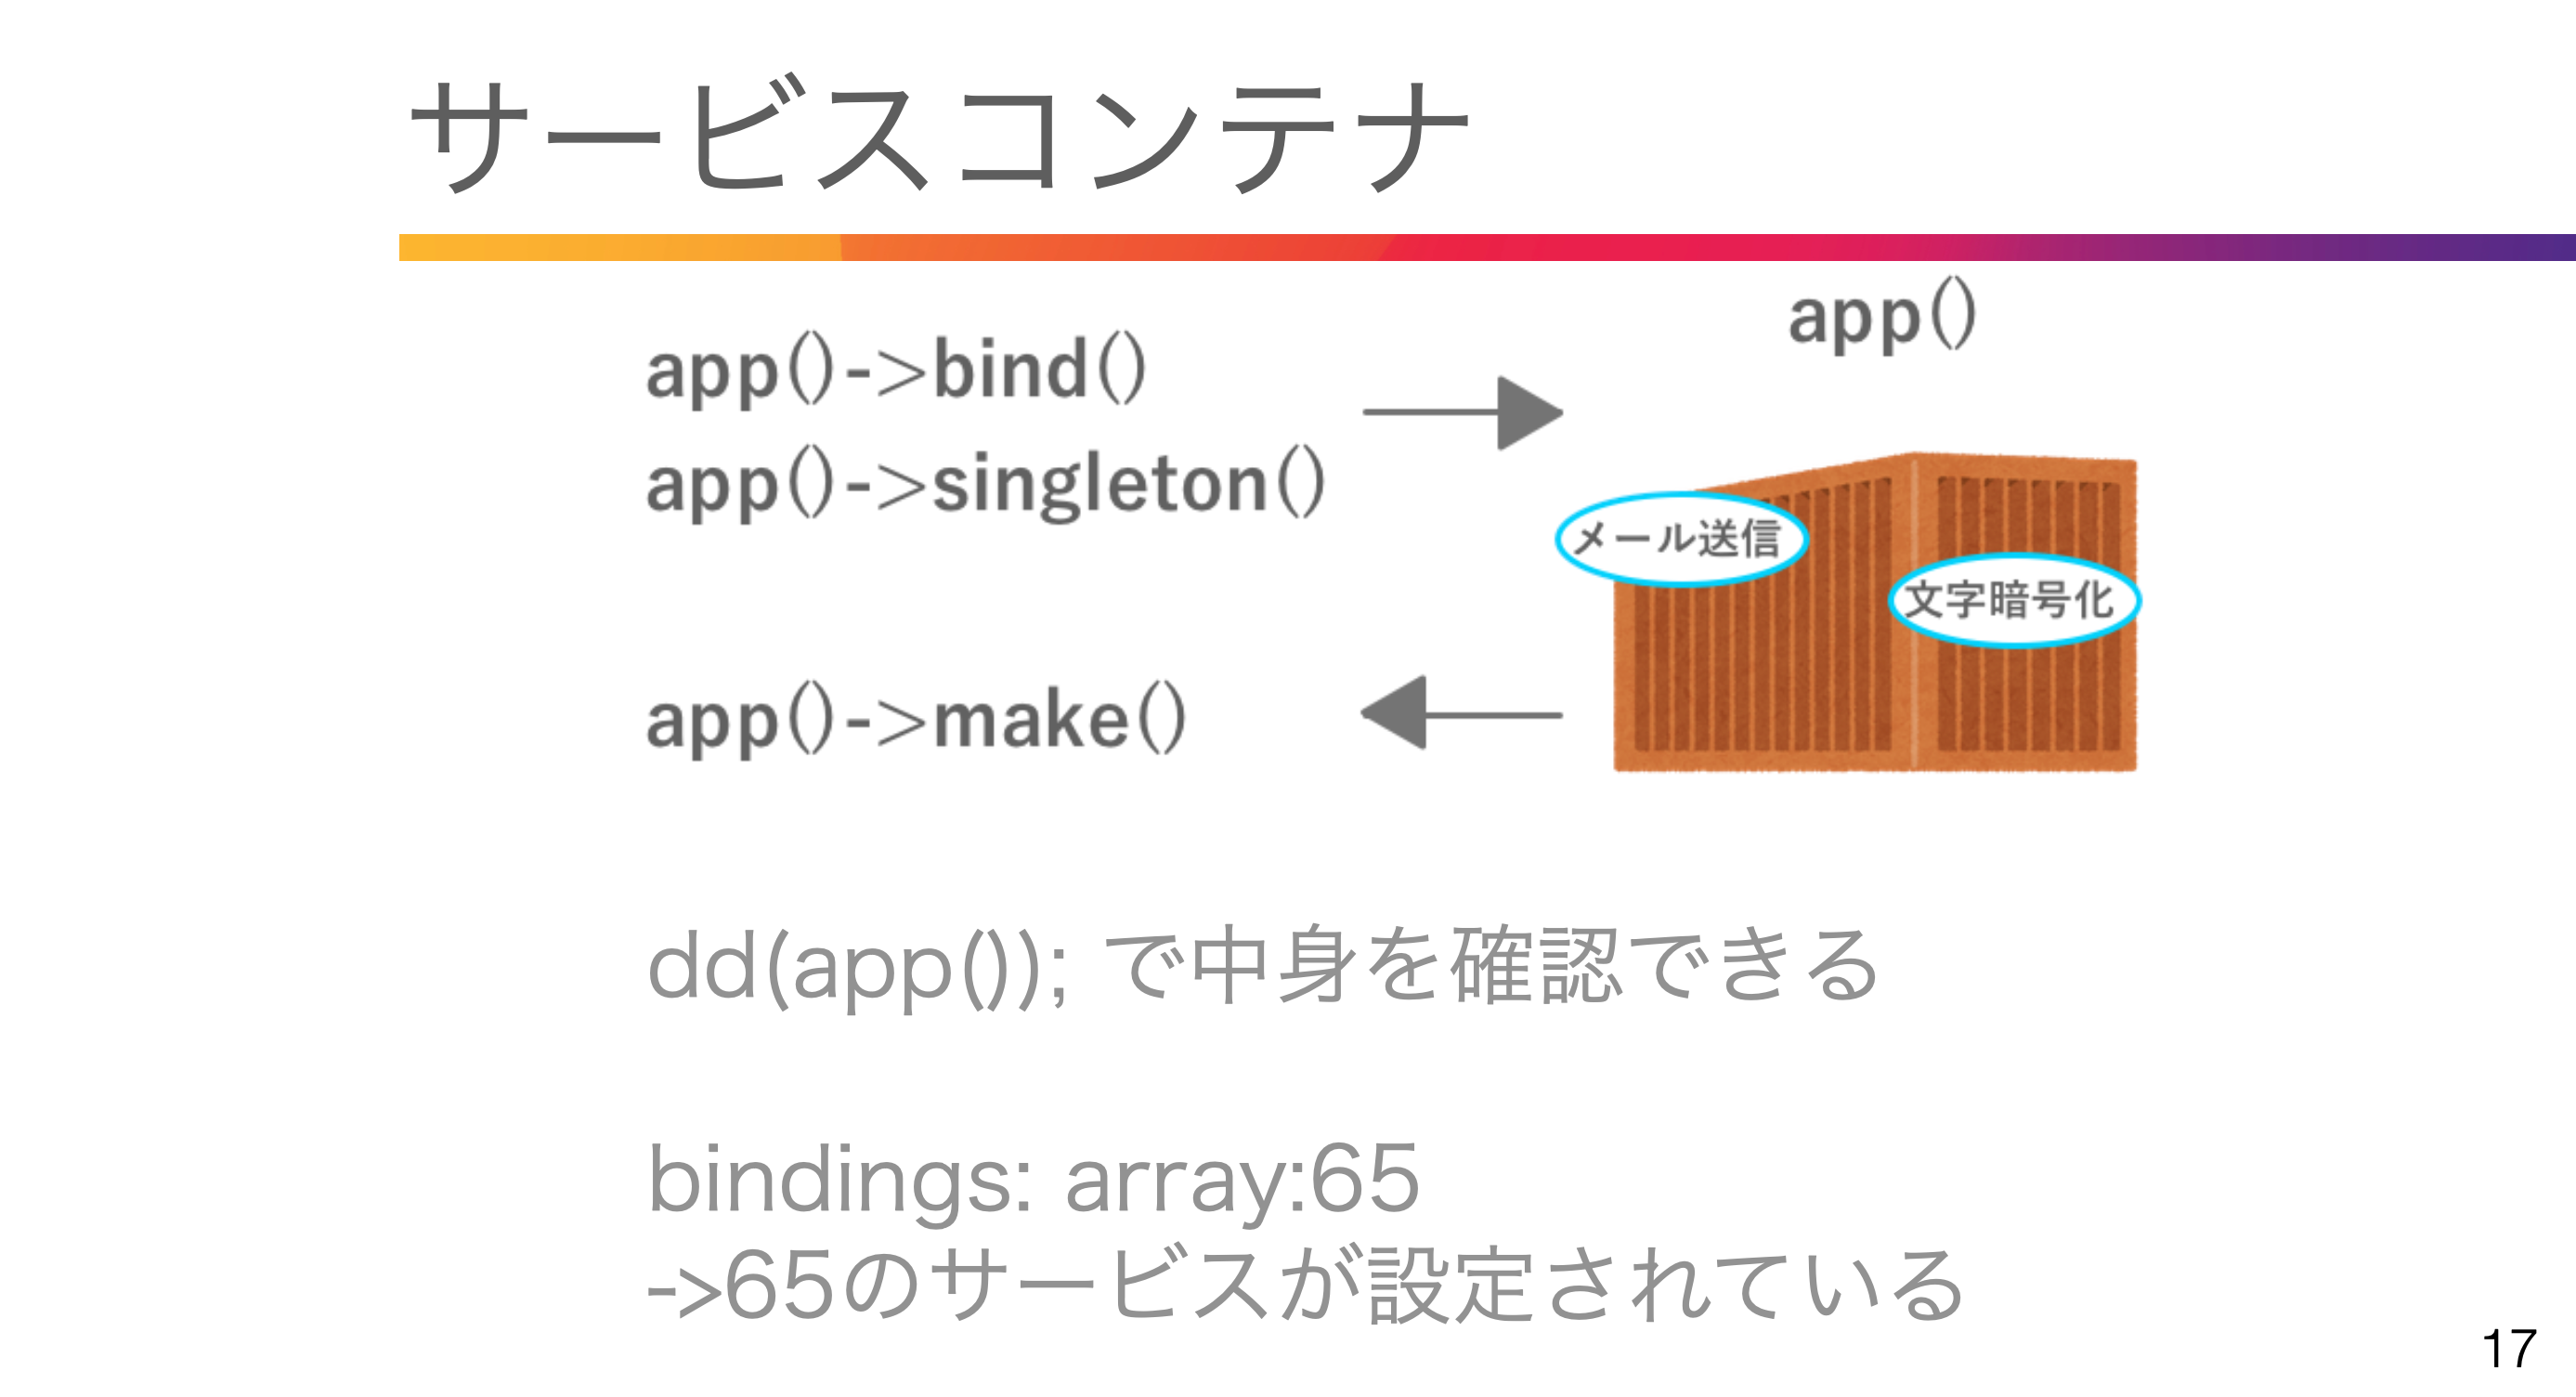 サービスコンテナ
app()
app()->bind()
app()->singleton()
メール送信
文字暗号化
app()->make()
dd(app()); で中身を確認できる
bindings: array:65
->65のサービスが設定されている
17